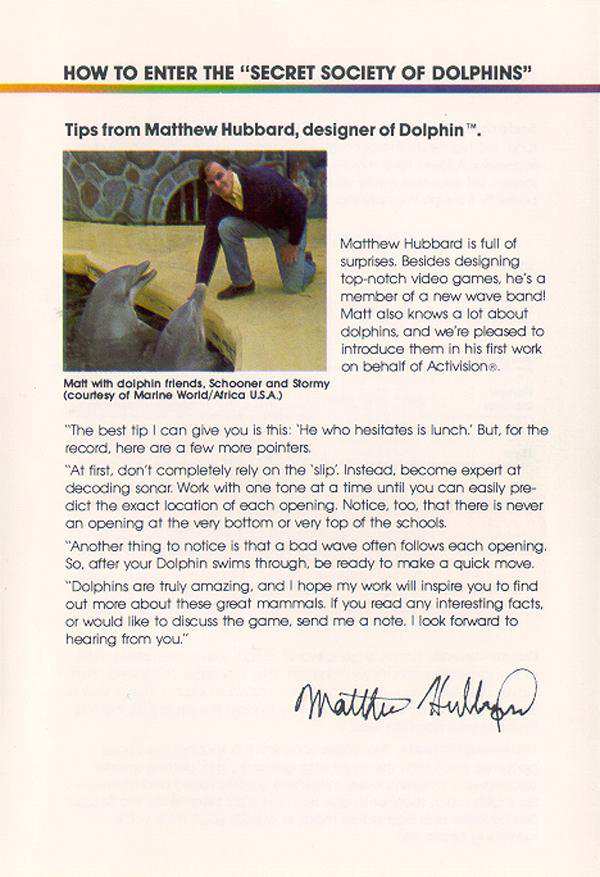 HOW TO ENTER THE “SECRET SOCIETY OF DOLPHINS”
Tips from Matthew Hubbard, designer of Dolphin™.
Matthew Hubbard is full of
surprises. Besides designing
top-notch video games, he’s a
member of a new wave band!
Matt also knows a lot about
dolphins, and we’re pleased to
introduce them in his first work
on behalf of Activision®.
Matt with dolphin friends, Schooner and Stormy
(courtesy of Marine World/Africa U.S.A.)
“The best tip I can give you is this: ‘He who hesitates is lunch.’ But, for the
record, here are a few more pointers.
“At first, don’t completely rely on the ‘slip’. Instead, become expert at
decoding sonar. Work with one tone at a time until you can easily pre-
dict the exact location of each opening. Notice, too, that there is never
an opening at the very bottom or very top of the schools.
“Another thing to notice is that a bad wave often follows each opening.
So, after your Dolphin swims through, be ready to make a quick move.
“Dolphins are truly amazing, and I hope my work will inspire you to find
out more about these great mammals. If you read any interesting facts,
or would like to discuss the game, send me a note. I look forward to
hearing from you.”
Matthew Hubbard